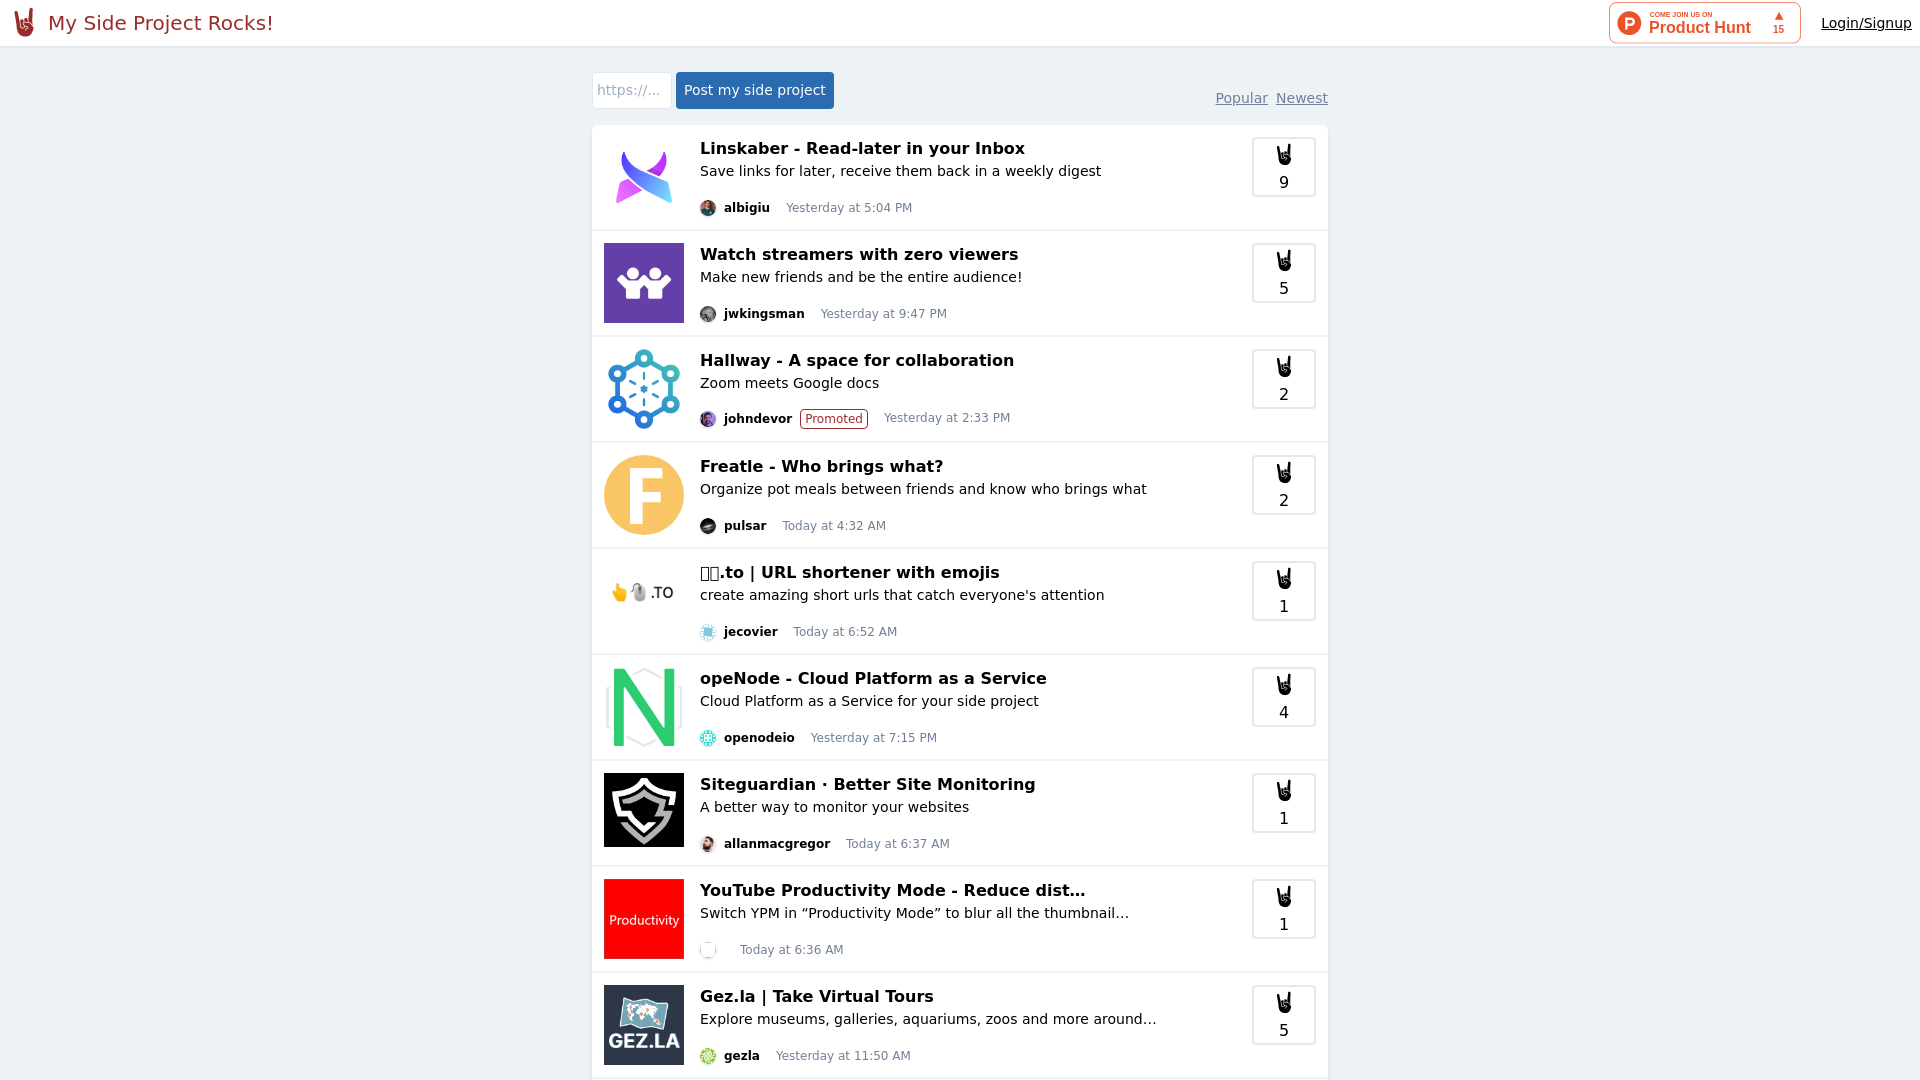 My Side Project Rocks!
COME JOIN US ON
Product Hunt
15
Login/Signup
https://...
Post my side project
Popular Newest
Linskaber - Read-later in your Inbox
Save links for later, receive them back in a weekly digest
albigiu Yesterday at 5:04 PM
9
Watch streamers with zero viewers
Make new friends and be the entire audience!
jwkingsman Yesterday at 9:47 PM
5
Hallway - A space for collaboration
Zoom meets Google docs
johndevor Promoted Yesterday at 2:33 PM
2
F
Freatle - Who brings what?
Organize pot meals between friends and know who brings what
pulsar Today at 4:32 AM
2
👆🖱️.TO
.to | URL shortener with emojis
create amazing short urls that catch everyone's attention
jecovier Today at 6:52 AM
1
N
opeNode - Cloud Platform as a Service
Cloud Platform as a Service for your side project
openodeio Yesterday at 7:15 PM
4
Siteguardian · Better Site Monitoring
A better way to monitor your websites
allanmacgregor Today at 6:37 AM
1
Productivity
YouTube Productivity Mode - Reduce dist…
Switch YPM in “Productivity Mode” to blur all the thumbnail…
Today at 6:36 AM
1
GEZ.LA
Gez.la | Take Virtual Tours
Explore museums, galleries, aquariums, zoos and more around…
gezla Yesterday at 11:50 AM
5